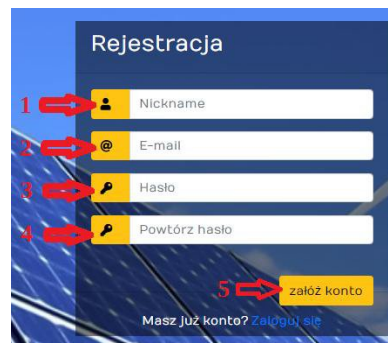 Rejestracja
1 Nickname
2 @ E-mail
3 Hasło
4 Powtórz hasło
5 załóż konto
Masz już konto? Zaloguj się